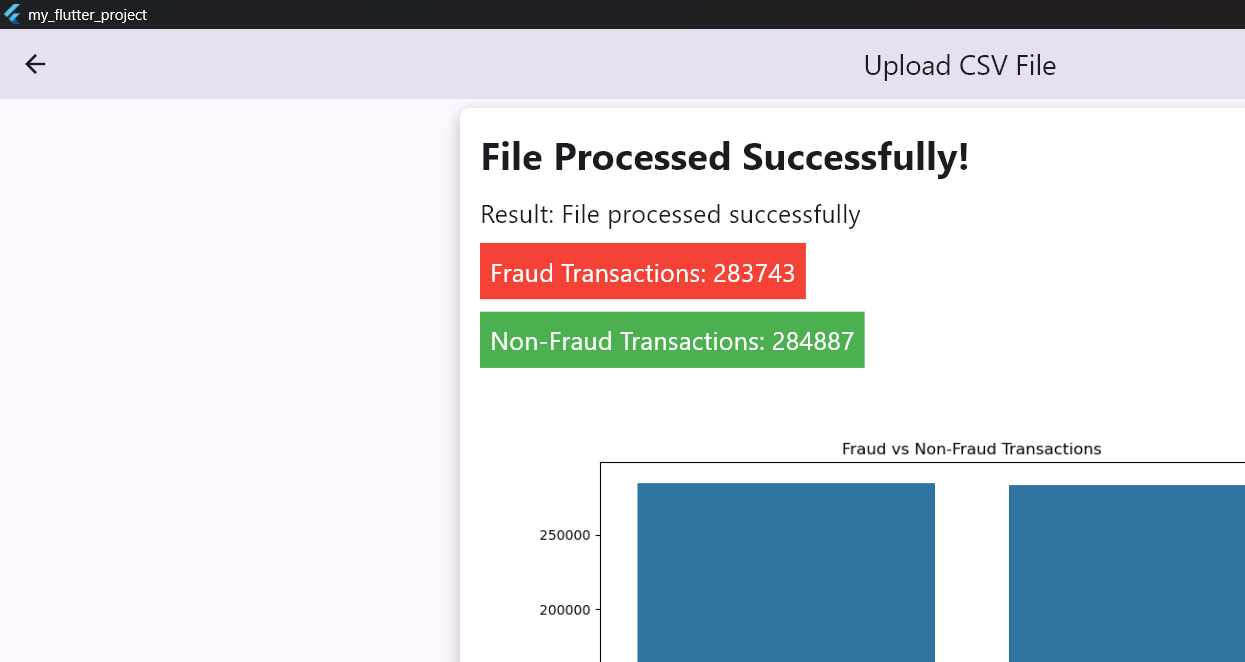 my_flutter_project
Upload CSV File
File Processed Successfully!
Result: File processed successfully
Fraud Transactions: 283743
Non-Fraud Transactions: 284887
Fraud vs Non-Fraud Transactions
250000
200000